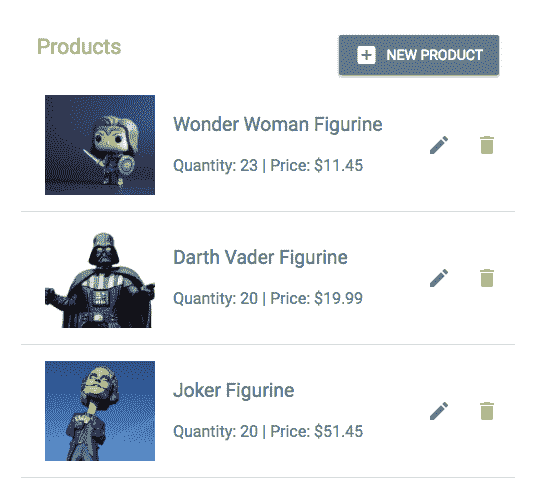 Products
NEW PRODUCT
Wonder Woman Figurine
Quantity: 23 | Price: $11.45
Darth Vader Figurine
Quantity: 20 | Price: $19.99
Joker Figurine
Quantity: 20 | Price: $51.45